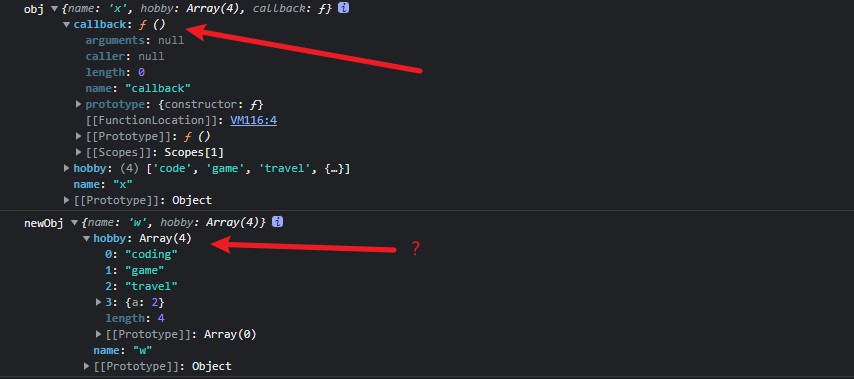 obj ▼{name: 'x', hobby: Array(4), callback: ƒ} i
▼callback: ƒ ()
arguments: null
caller: null
length: 0
name: "callback"
▶prototype: {constructor: ƒ}
[[FunctionLocation]]: VM116:4
▶[[Prototype]]: ƒ ()
▶[[Scopes]]: Scopes[1]
▶hobby: (4) ['code', 'game', 'travel', {…}]
name: "x"
▶[[Prototype]]: Object
newObj ▼{name: 'w', hobby: Array(4)} i
▼hobby: Array(4) ?
0: "coding"
1: "game"
2: "travel"
▶3: {a: 2}
length: 4
▶[[Prototype]]: Array(0)
name: "w"
▶[[Prototype]]: Object